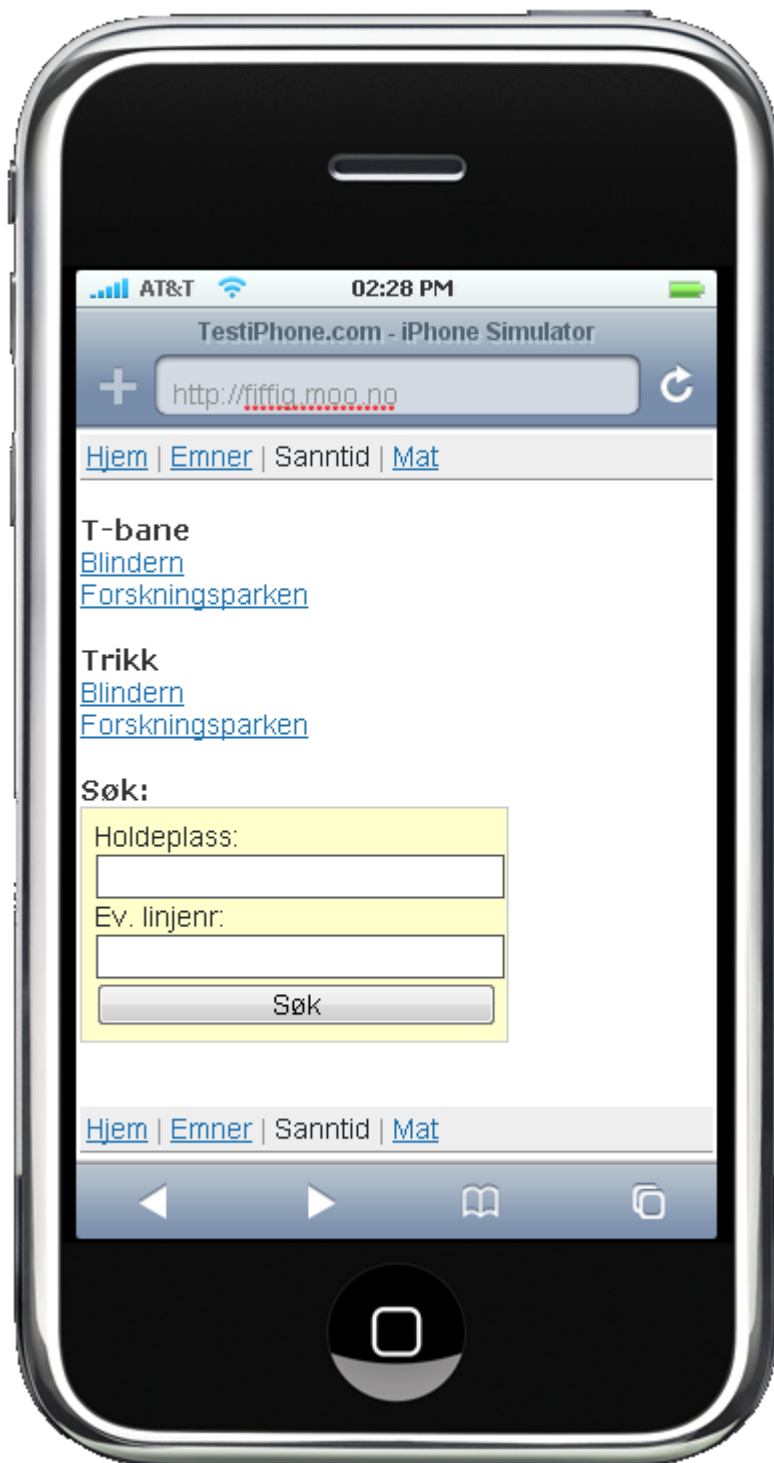 AT&T 02:28 PM
TestiPhone.com - iPhone Simulator
http://fiffig.moo.no
Hjem | Emner | Sanntid | Mat
T-bane
Blindern
Forskningsparken
Trikk
Blindern
Forskningsparken
Søk:
Holdeplass:
Ev. linjenr:
Søk
Hjem | Emner | Sanntid | Mat